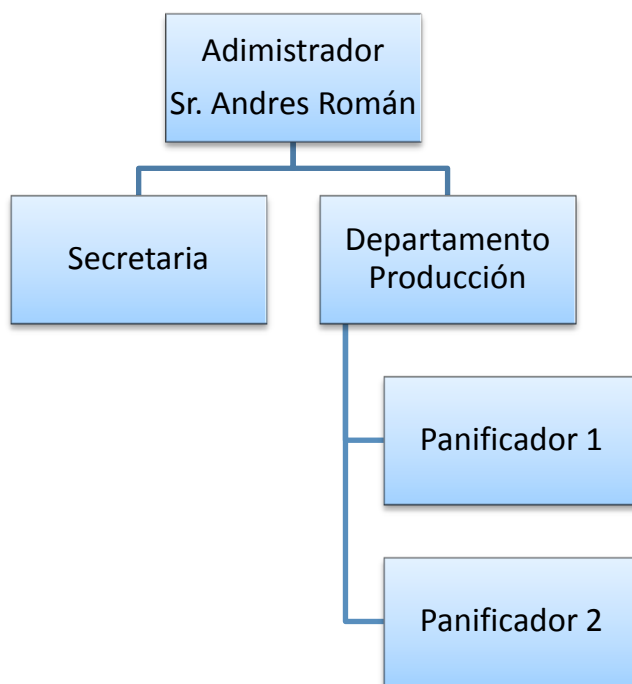 Adimistrador
Sr. Andres Román
Secretaria
Departamento
Producción
Panificador 1
Panificador 2